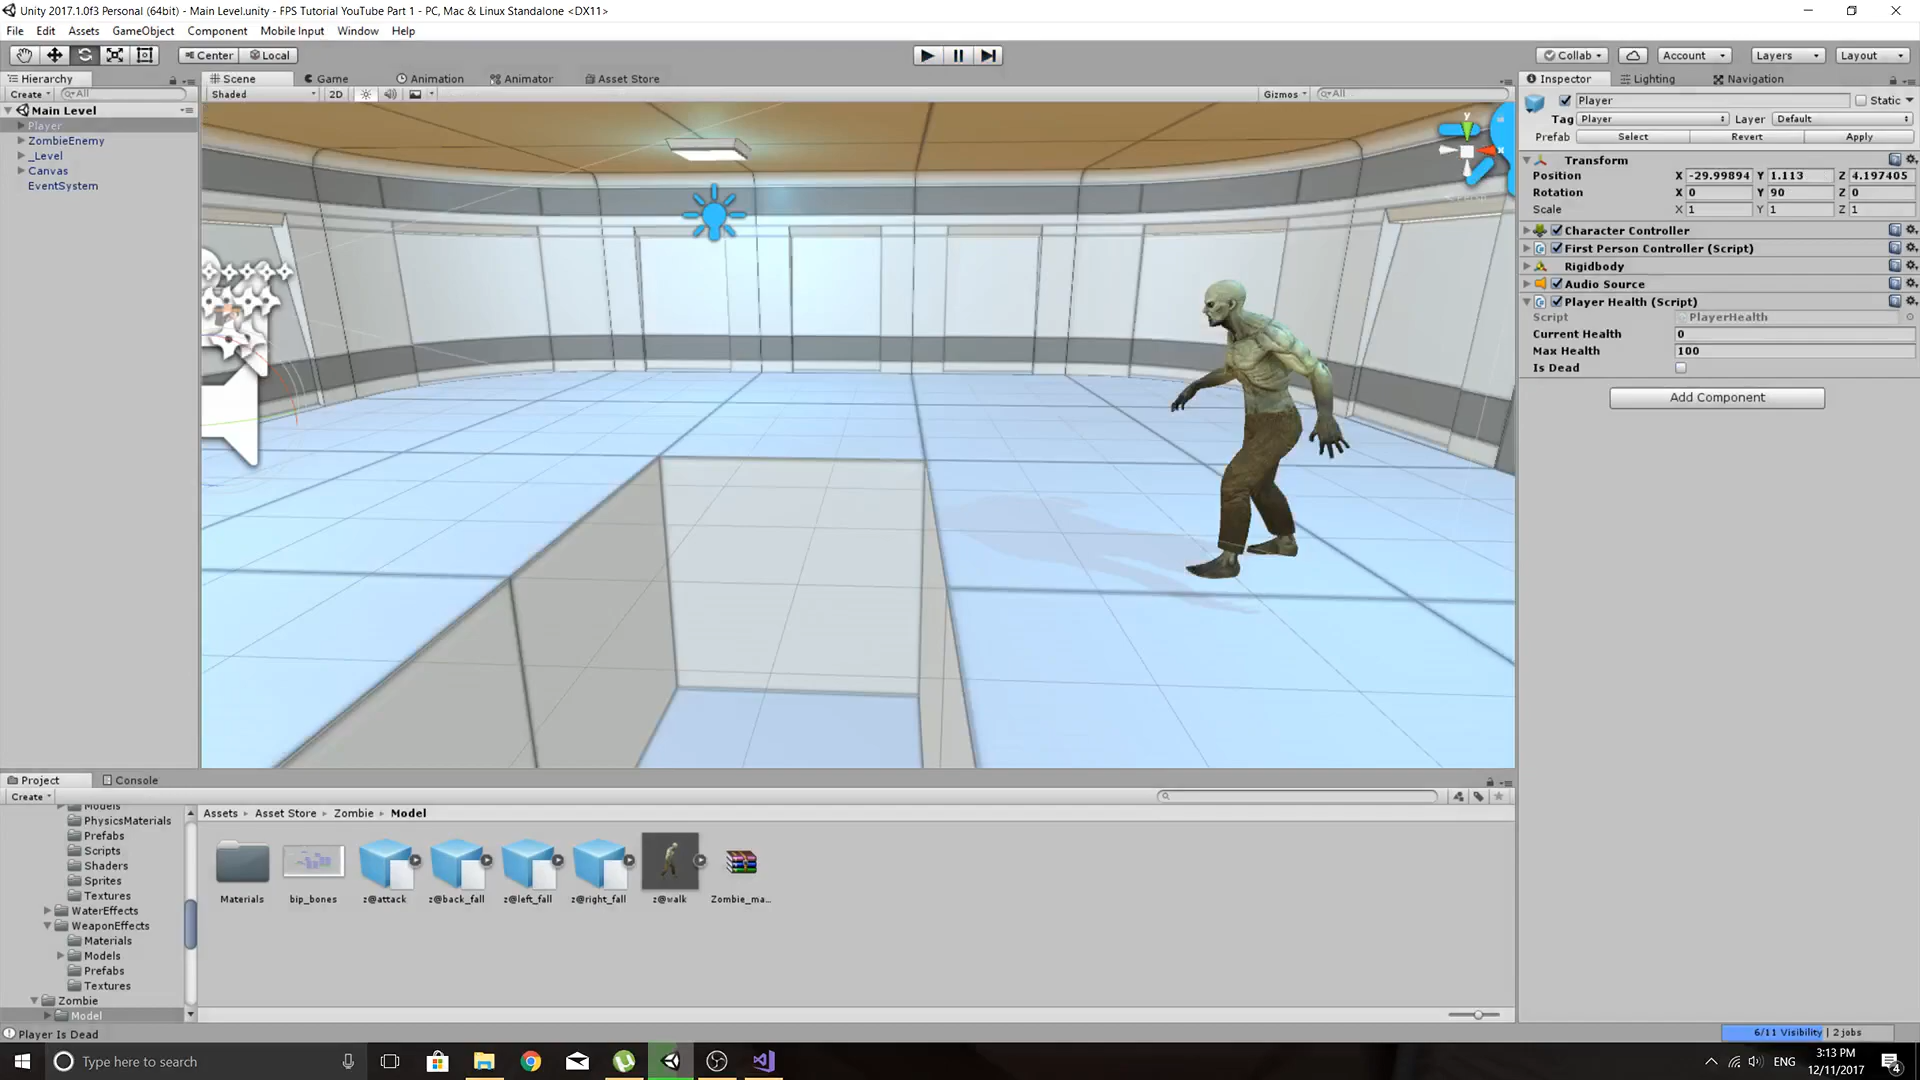 Unity 2017.1.0f3 Personal (64bit) - Main Level.unity - FPS Tutorial YouTube Part 1 - PC, Mac & Linux Standalone <DX11>
File Edit Assets GameObject Component Mobile Input Window Help
Center Local Collab Account Layers Layout
Hierarchy Scene Game Animation Animator Asset Store Inspector Lighting Navigation
Create All Shaded 2D Gizmos All
Main Level
Player
ZombieEnemy
_Level
Canvas
EventSystem
y
x
Player Static
Tag Player Layer Default
Prefab Select Revert Apply
Transform
Position X -29.99894 Y 1.113 Z 4.197405
Rotation X 0 Y 90 Z 0
Scale X 1 Y 1 Z 1
Character Controller
First Person Controller (Script)
Rigidbody
Audio Source
Player Health (Script)
Script PlayerHealth
Current Health 0
Max Health 100
Is Dead
Add Component
Project Console
Create
Models
PhysicsMaterials
Prefabs
Scripts
Shaders
Sprites
Textures
WaterEffects
WeaponEffects
Materials
Models
Prefabs
Textures
Zombie
Model
Assets Asset Store Zombie Model
Materials bip_bones z@attack z@back_fall z@left_fall z@right_fall z@walk Zombie_ma...
Player Is Dead
6/11 Visibility | 2 jobs
Type here to search
ENG
3:13 PM
12/11/2017
4